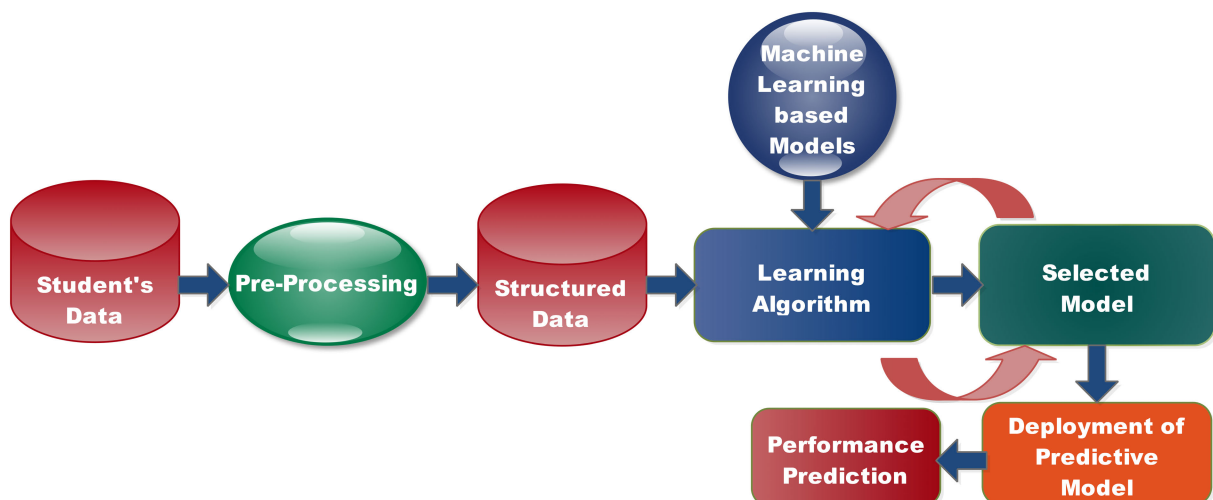 Machine
Learning
based
Models
Student's
Data
Pre-Processing
Structured
Data
Learning
Algorithm
Selected
Model
Performance
Prediction
Deployment of
Predictive
Model